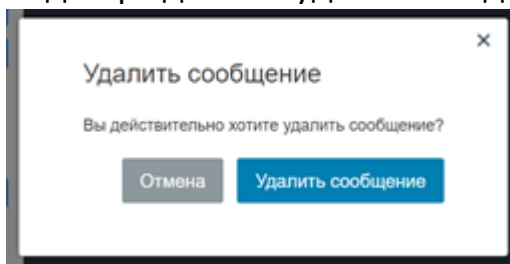 Удалить сообщение
Вы действительно хотите удалить сообщение?
Отмена
Удалить сообщение